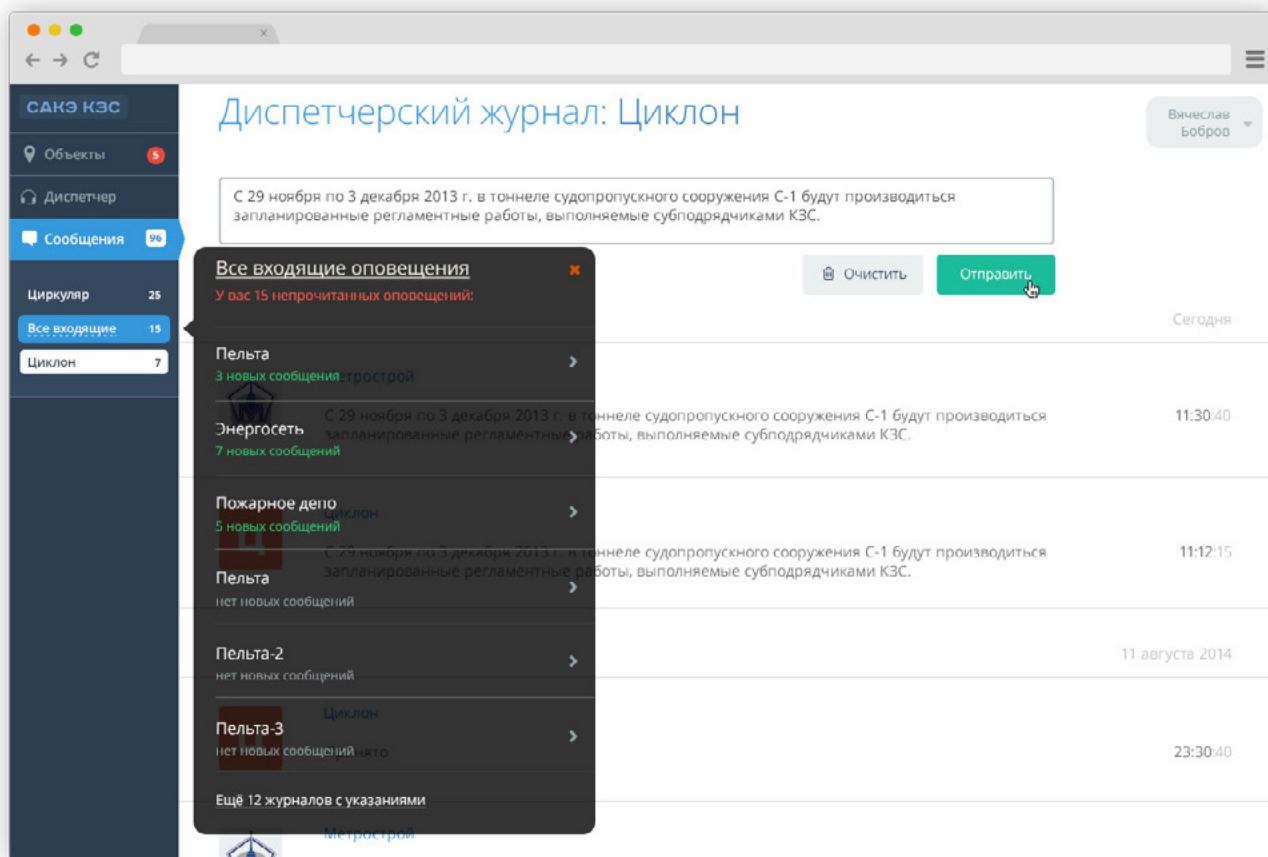 САКЭ КЗС
Объекты 5
Диспетчер
Сообщения 96
Циркуляр 25
Все входящие 15
Циклон 7
Диспетчерский журнал: Циклон
Вячеслав
Бобров
С 29 ноября по 3 декабря 2013 г. в тоннеле судопропускного сооружения С-1 будут производиться
запланированные регламентные работы, выполняемые субподрядчиками КЗС.
Очистить
Отправить
Все входящие оповещения
У вас 15 непрочитанных оповещений:
Пельта
3 новых сообщения
Энергосеть
7 новых сообщений
Пожарное депо
5 новых сообщений
Пельта
нет новых сообщений
Пельта-2
нет новых сообщений
Пельта-3
нет новых сообщений
Ещё 12 журналов с указаниями
Сегодня
Метрострой
С 29 ноября по 3 декабря 2013 г. в тоннеле судопропускного сооружения С-1 будут производиться
запланированные регламентные работы, выполняемые субподрядчиками КЗС.
11:30:40
Циклон
С 29 ноября по 3 декабря 2013 г. в тоннеле судопропускного сооружения С-1 будут производиться
запланированные регламентные работы, выполняемые субподрядчиками КЗС.
11:12:15
11 августа 2014
Циклон
23:30:40
Метрострой